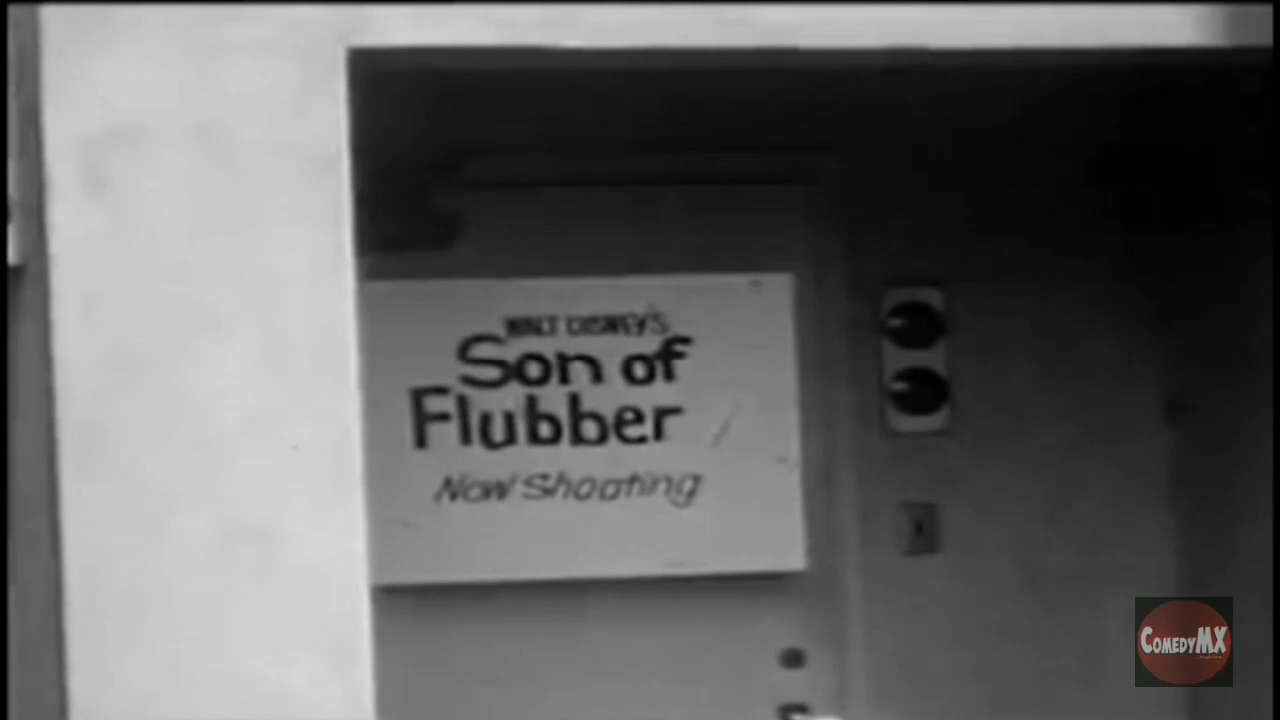 WALT DISNEY'S
Son of
Flubber
Now Shooting
COMEDYMX